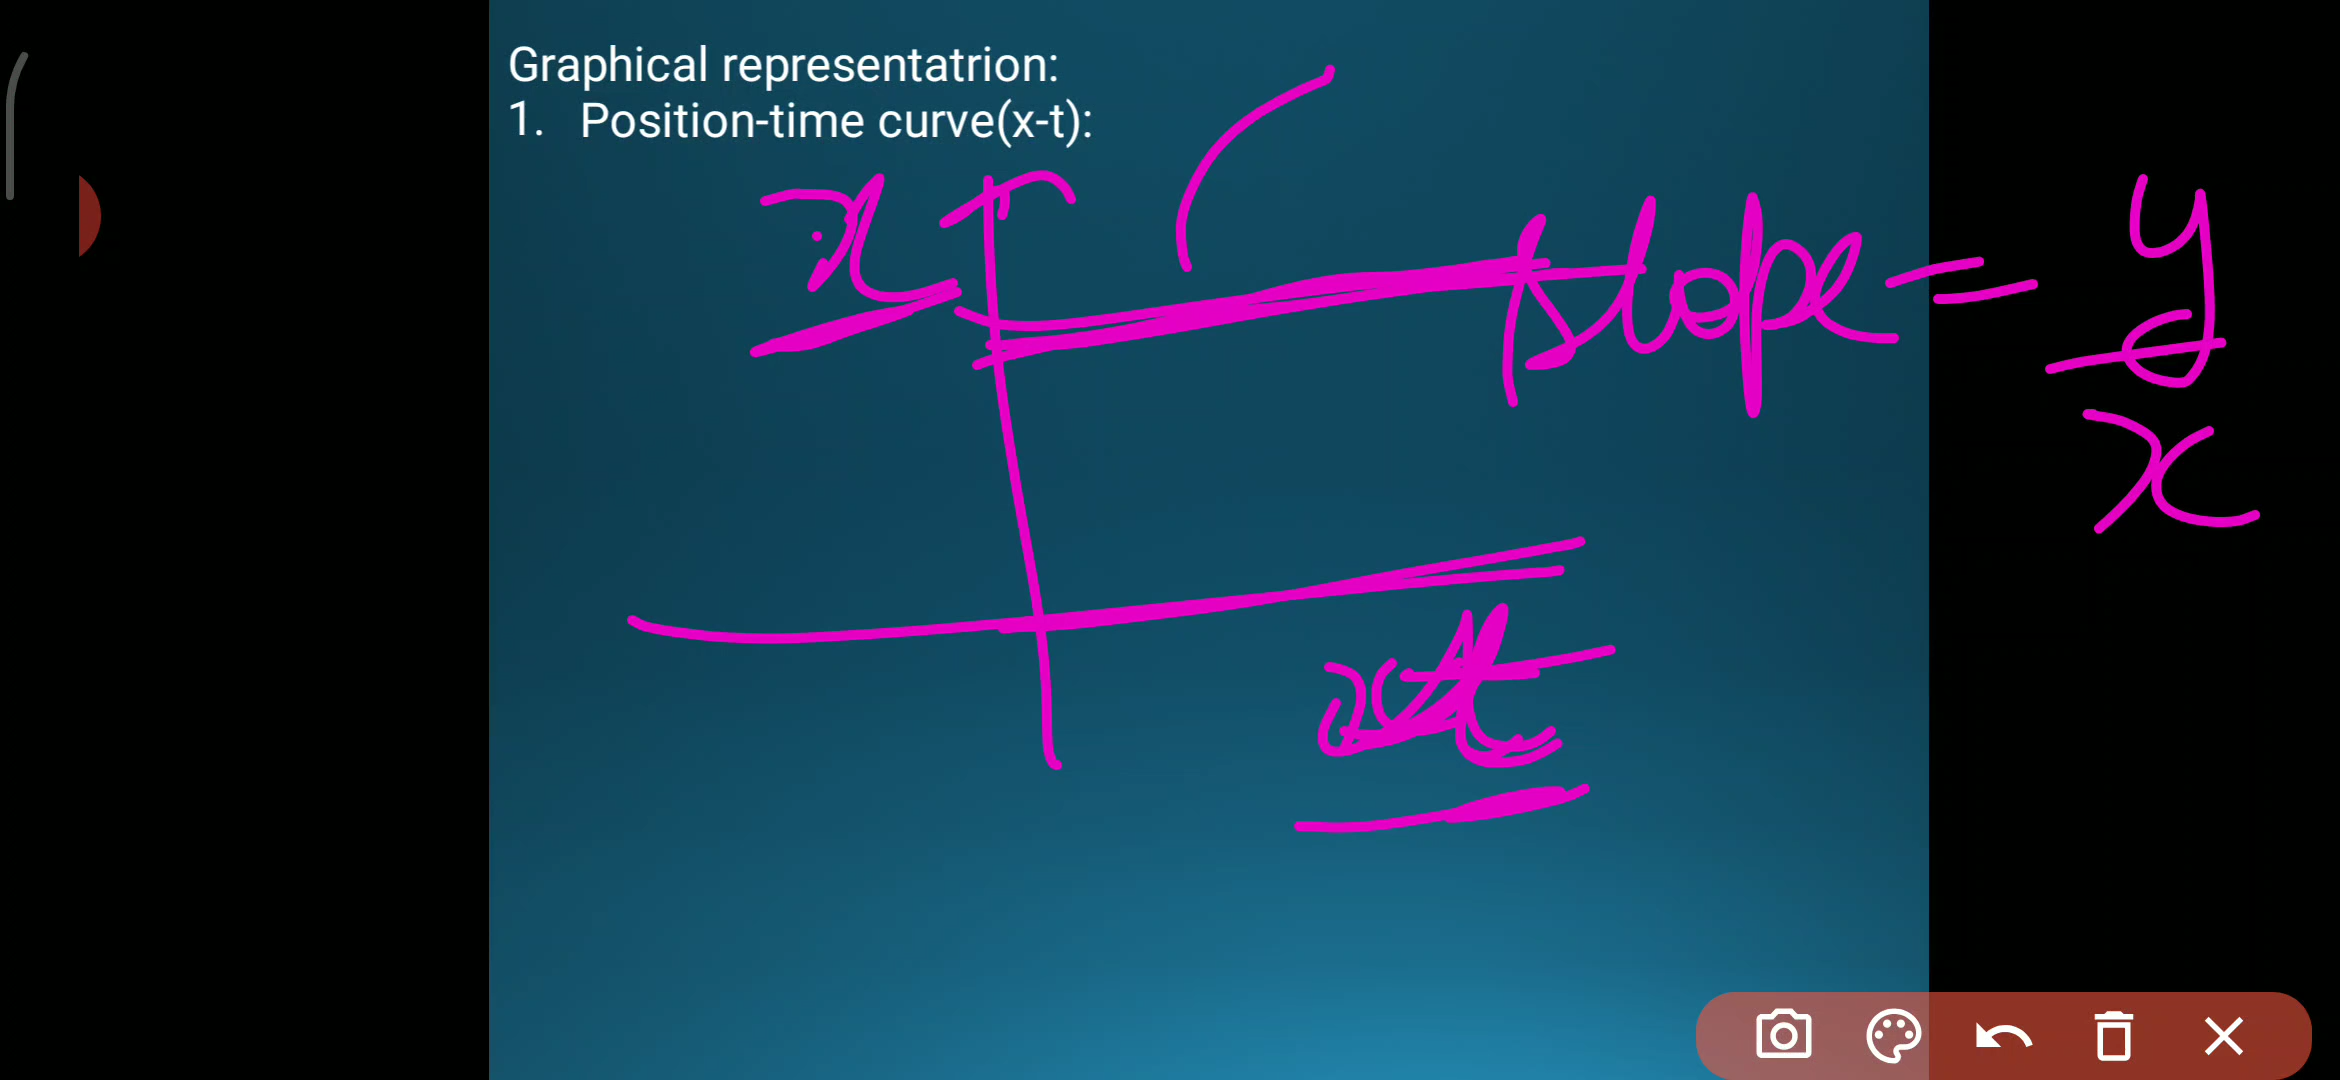 Graphical representatrion:
1. Position-time curve(x-t):
x
slope = y
x
t